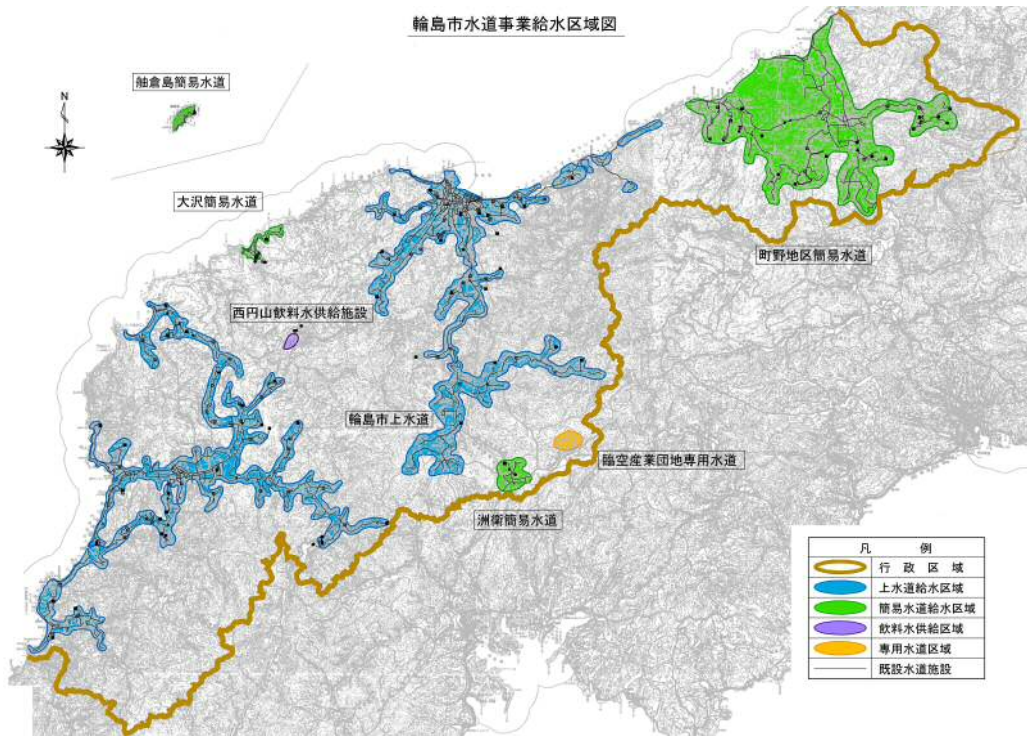 輪島市水道事業給水区域図
舳倉島簡易水道
N
大沢簡易水道
町野地区簡易水道
西円山飲料水供給施設
輪島市上水道
臨空産業団地専用水道
洲衛簡易水道
凡 例
行政区域
上水道給水区域
簡易水道給水区域
飲料水供給区域
専用水道区域
既設水道施設